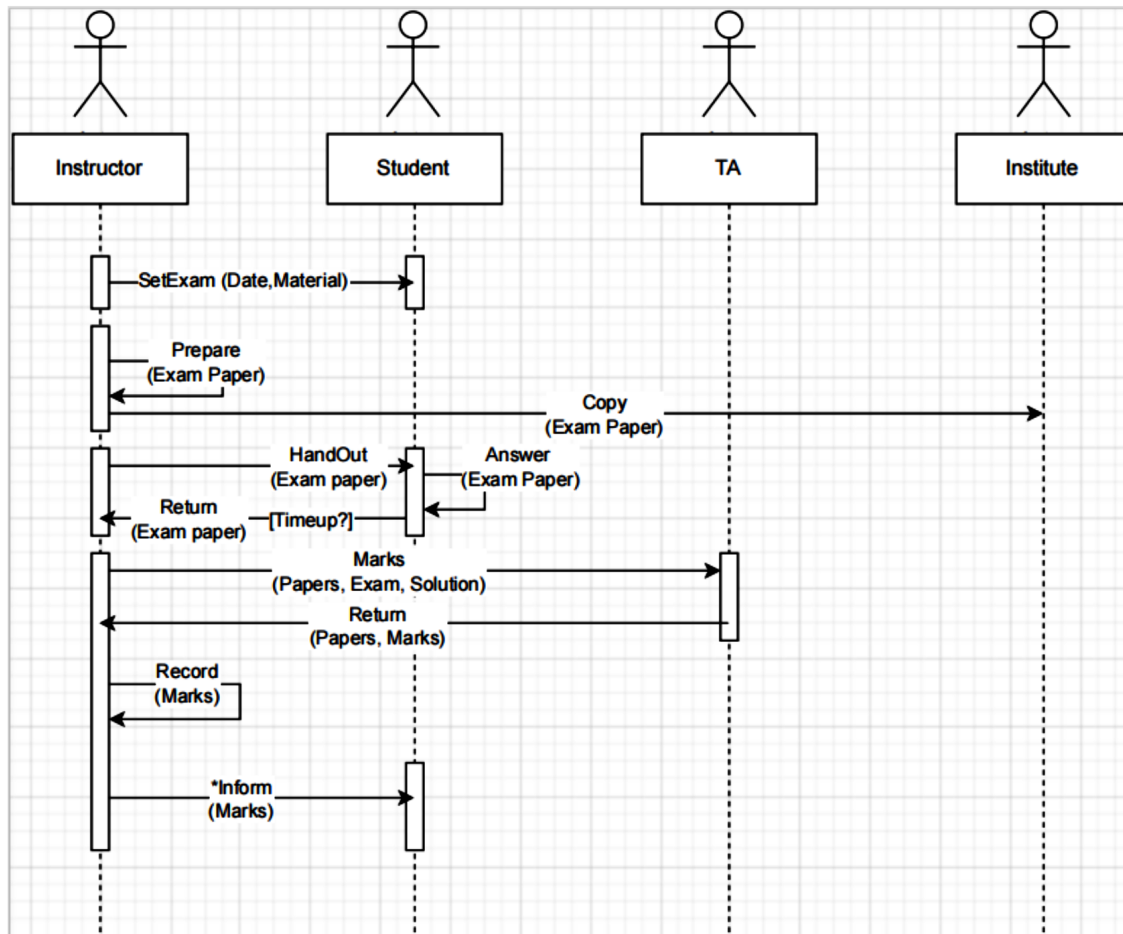 Instructor
Student
TA
Institute
SetExam (Date,Material)
Prepare
(Exam Paper)
Copy
(Exam Paper)
HandOut
(Exam paper)
Answer
(Exam Paper)
Return
(Exam paper)
[Timeup?]
Marks
(Papers, Exam, Solution)
Return
(Papers, Marks)
Record
(Marks)
*Inform
(Marks)